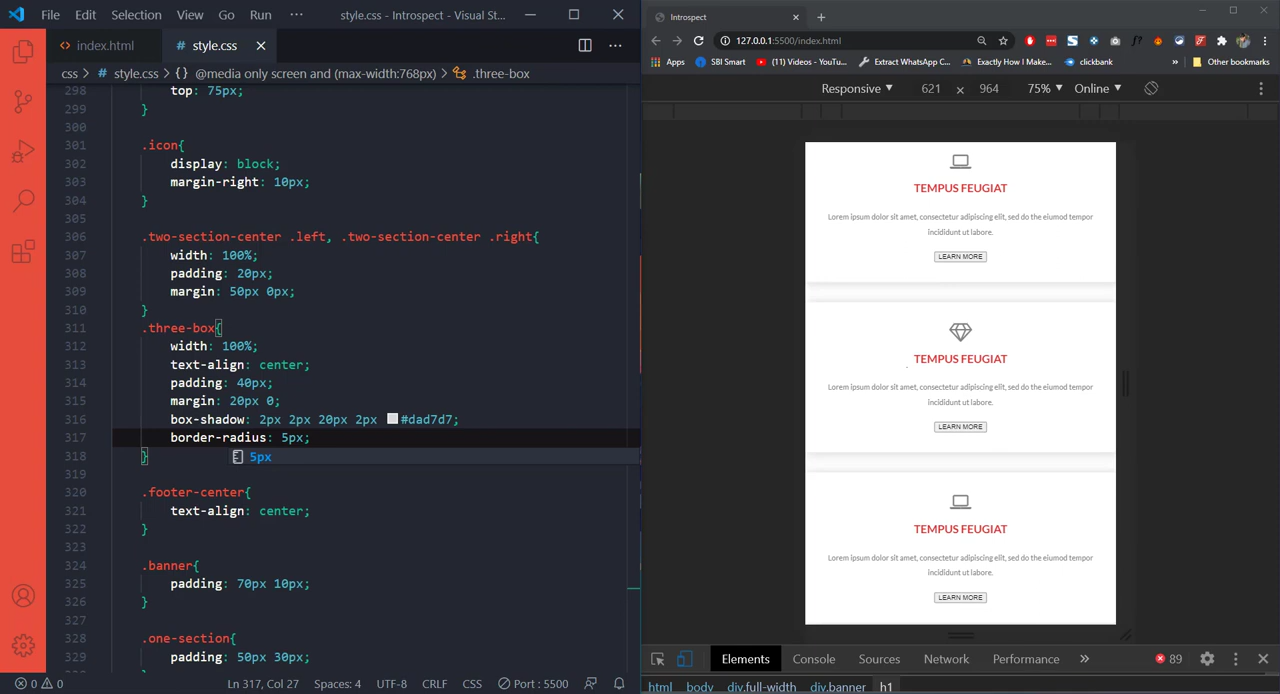 File Edit Selection View Go Run ··· style.css - Introspect - Visual St...
index.html # style.css
css > # style.css > {} @media only screen and (max-width:768px) > .three-box
298 top: 75px;
299 }
300
301 .icon{
302 display: block;
303 margin-right: 10px;
304 }
305
306 .two-section-center .left, .two-section-center .right{
307 width: 100%;
308 padding: 20px;
309 margin: 50px 0px;
310 }
311 .three-box{
312 width: 100%;
313 text-align: center;
314 padding: 40px;
315 margin: 20px 0;
316 box-shadow: 2px 2px 20px 2px #dad7d7;
317 border-radius: 5px;
318 }
5px
319
320 .footer-center{
321 text-align: center;
322 }
323
324 .banner{
325 padding: 70px 10px;
326 }
327
328 .one-section{
329 padding: 50px 30px;
Ln 317, Col 27 Spaces: 4 UTF-8 CRLF CSS Port : 5500
0 0
Introspect
127.0.0.1:5500/index.html
Apps SBI Smart (11) Videos - YouTu... Extract WhatsApp C... Exactly How I Make... clickbank » Other bookmarks
Responsive 621 × 964 75% Online
TEMPUS FEUGIAT
Lorem ipsum dolor sit amet, consectetur adipiscing elit, sed do the eiumod tempor
incididunt ut labore.
LEARN MORE
TEMPUS FEUGIAT
Lorem ipsum dolor sit amet, consectetur adipiscing elit, sed do the eiumod tempor
incididunt ut labore.
LEARN MORE
TEMPUS FEUGIAT
Lorem ipsum dolor sit amet, consectetur adipiscing elit, sed do the eiumod tempor
incididunt ut labore.
LEARN MORE
Elements Console Sources Network Performance » 89
html body div.full-width div.banner h1